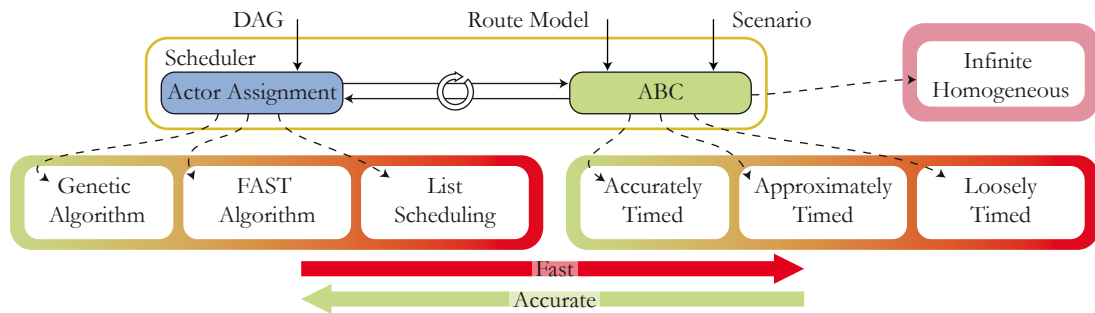 DAG
Route Model
Scenario
Scheduler
Actor Assignment
ABC
Infinite
Homogeneous
Genetic
Algorithm
FAST
Algorithm
List
Scheduling
Accurately
Timed
Approximately
Timed
Loosely
Timed
Fast
Accurate